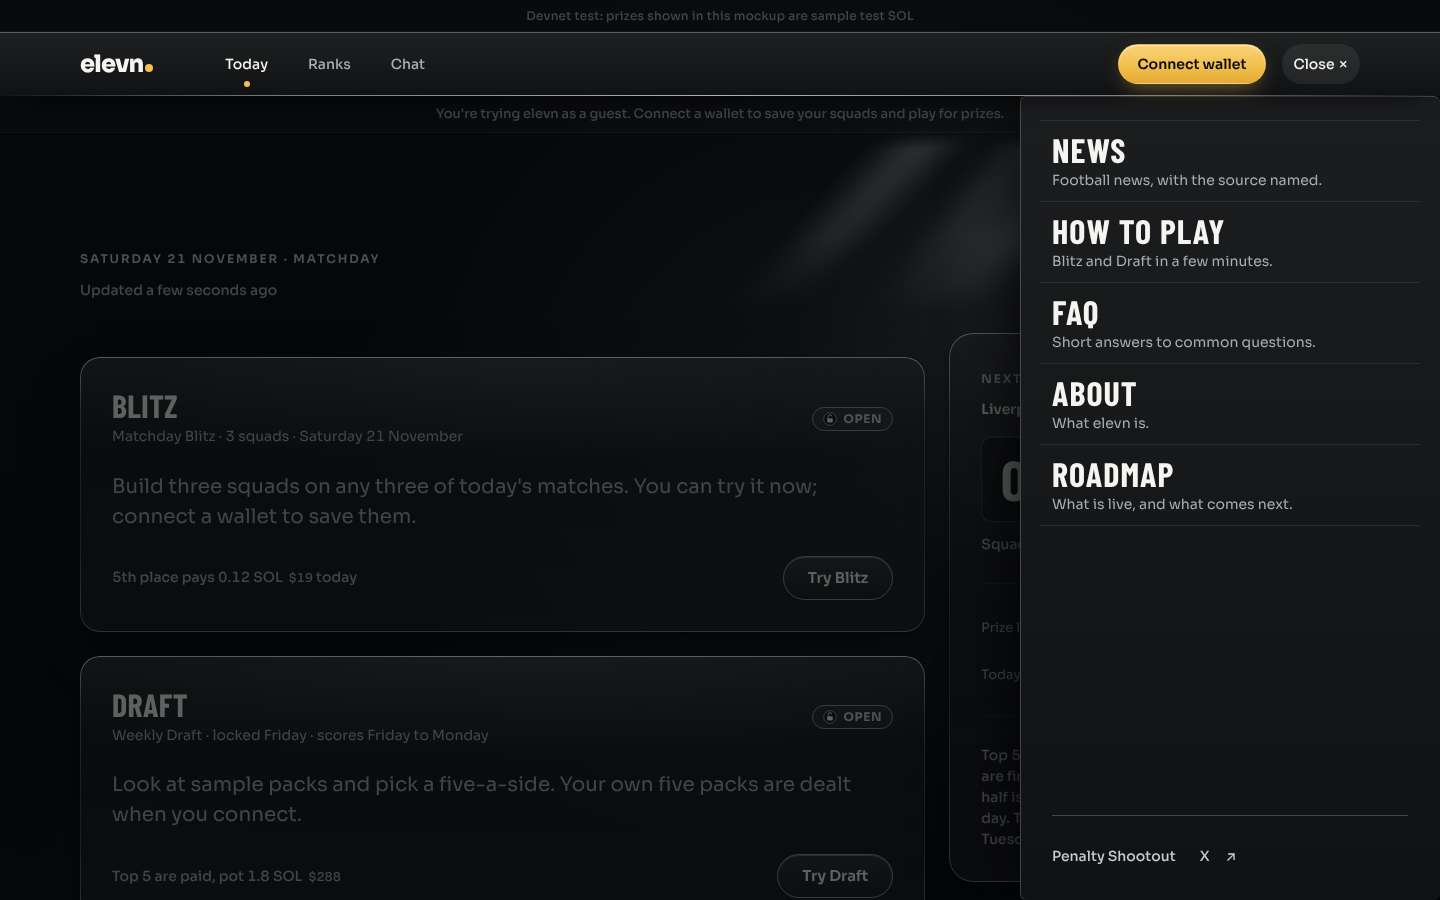 Devnet test: prizes shown in this mockup are sample test SOL
elevn.
Today
Ranks
Chat
Connect wallet
Close ×
You're trying elevn as a guest. Connect a wallet to save your squads and play for prizes.
SATURDAY 21 NOVEMBER · MATCHDAY
Updated a few seconds ago
BLITZ
Matchday Blitz · 3 squads · Saturday 21 November
OPEN
Build three squads on any three of today's matches. You can try it now;
connect a wallet to save them.
5th place pays 0.12 SOL $19 today
Try Blitz
DRAFT
Weekly Draft · locked Friday · scores Friday to Monday
OPEN
Look at sample packs and pick a five-a-side. Your own five packs are dealt
when you connect.
Top 5 are paid, pot 1.8 SOL $288
Try Draft
NEXT
Prize
Today
Top 5
are
half
day.
NEWS
Football news, with the source named.
HOW TO PLAY
Blitz and Draft in a few minutes.
FAQ
Short answers to common questions.
ABOUT
What elevn is.
ROADMAP
What is live, and what comes next.
Penalty Shootout
X ↗